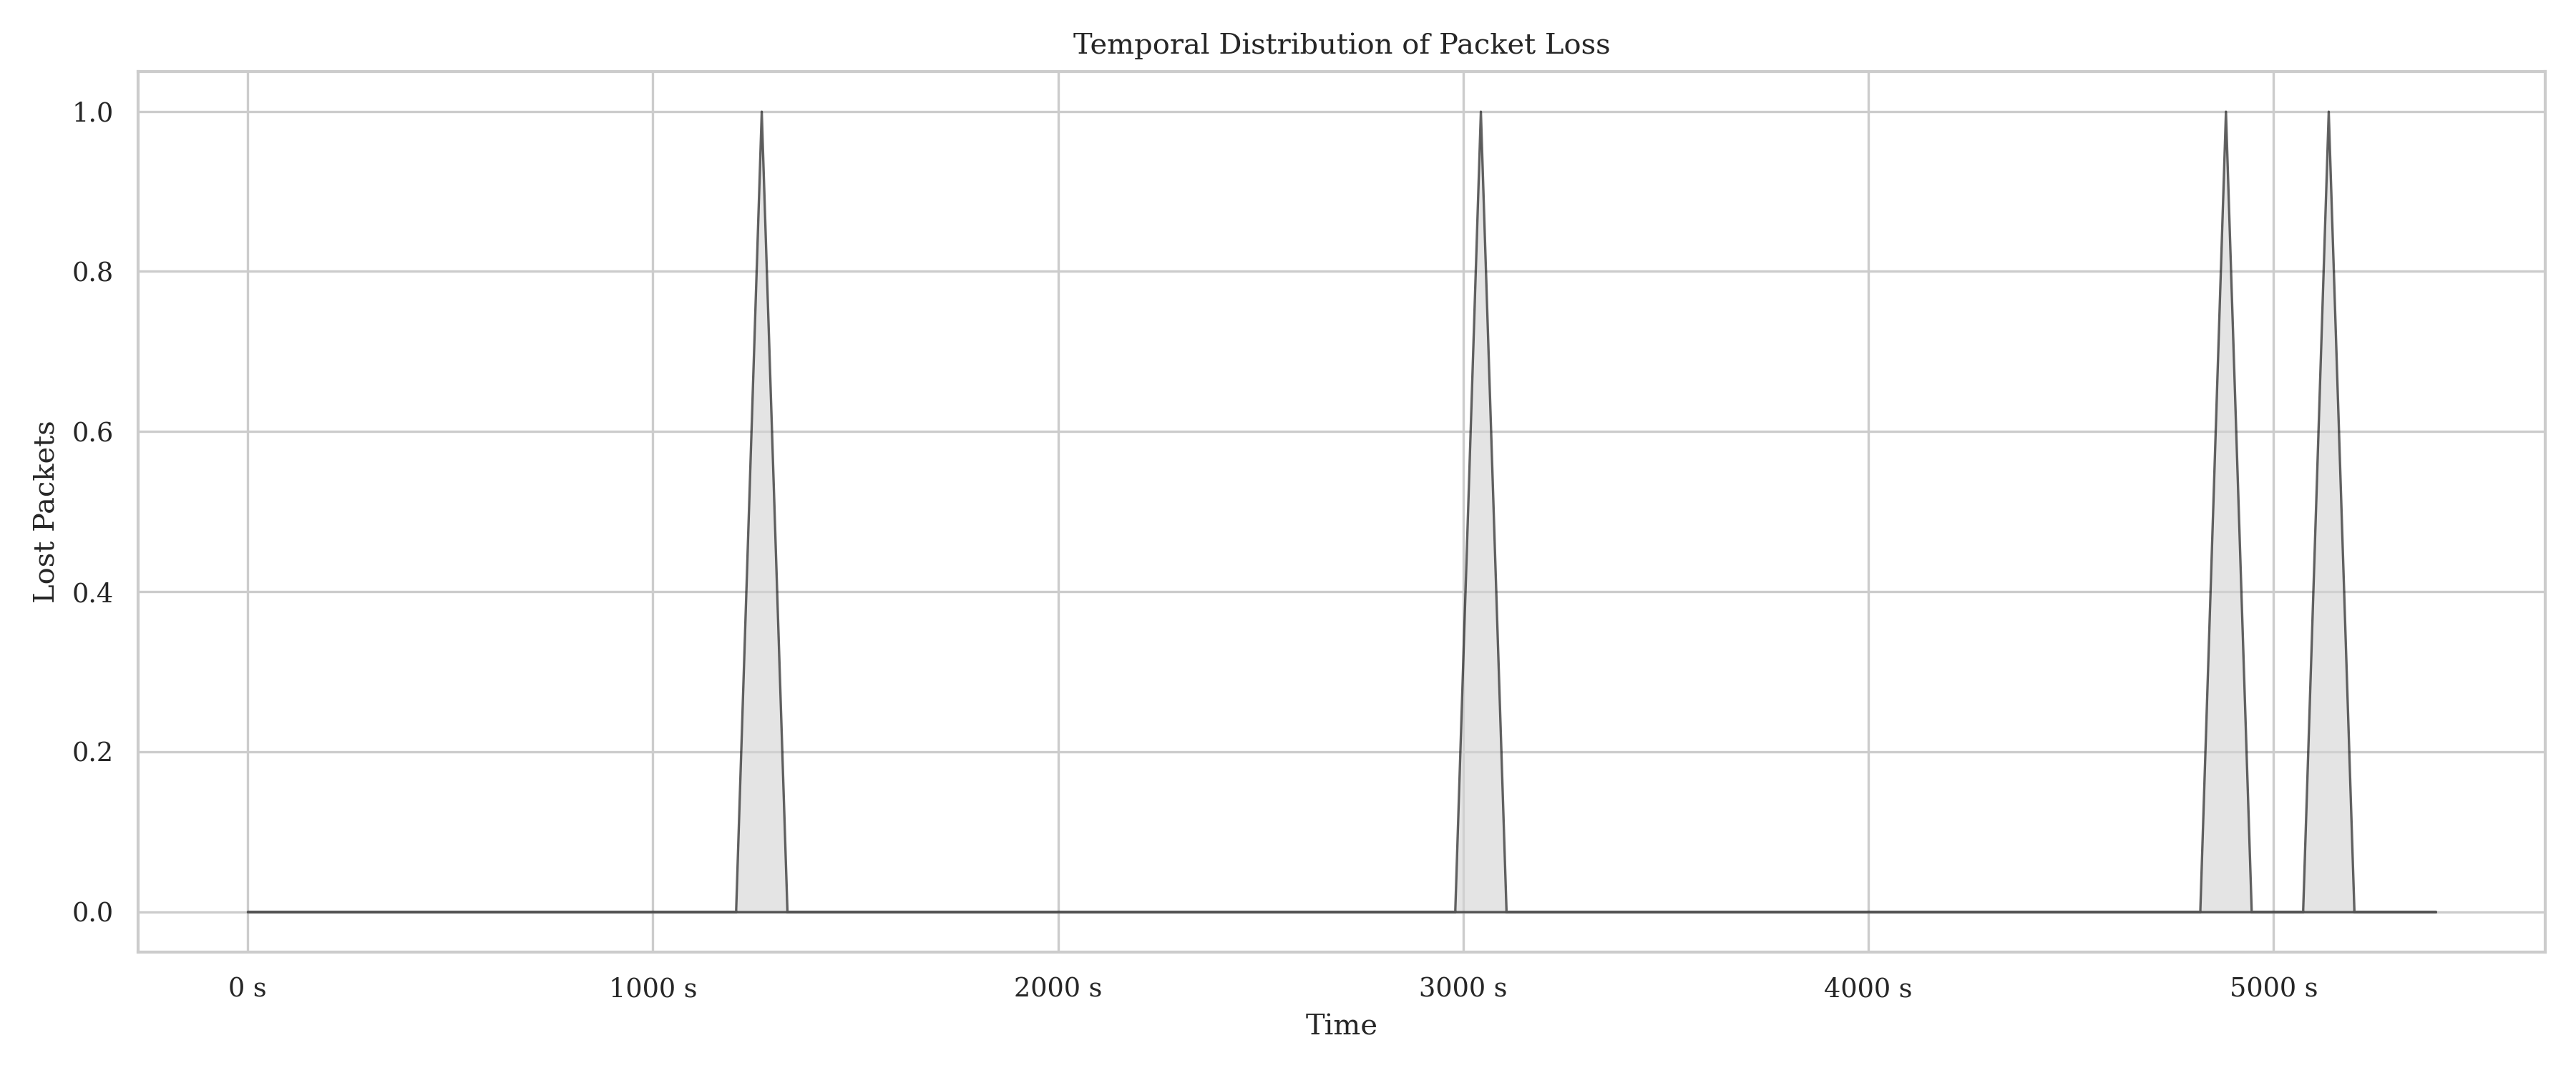 Temporal Distribution of Packet Loss
1.0
0.8
0.6
0.4
0.2
0.0
Lost Packets
0 s
1000 s
2000 s
3000 s
4000 s
5000 s
Time